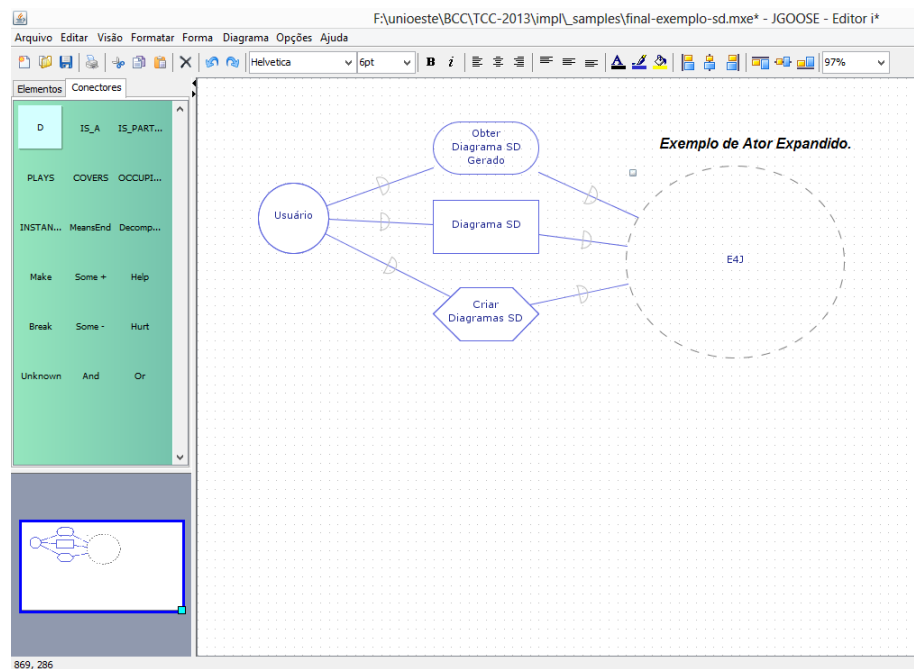 F:\unioeste\BCC\TCC-2013\impl\_samples\final-exemplo-sd.mxe* - JGOOSE - Editor i*
Arquivo Editar Visão Formatar Forma Diagrama Opções Ajuda
Helvetica 6pt B i A 97%
Elementos Conectores
D IS_A IS_PART...
PLAYS COVERS OCCUPI...
INSTAN... MeansEnd Decomp...
Make Some + Help
Break Some - Hurt
Unknown And Or
Obter
Diagrama SD
Gerado
Exemplo de Ator Expandido.
Usuário
Diagrama SD
E4J
Criar
Diagramas SD
869, 286